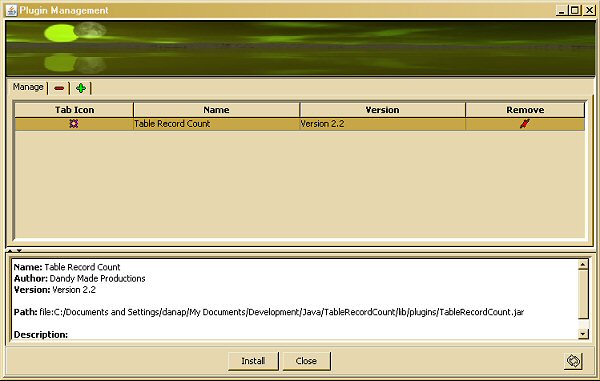 Plugin Management
Manage
Tab Icon Name Version Remove
Table Record Count Version 2.2
Name: Table Record Count
Author: Dandy Made Productions
Version: Version 2.2
Path: file:C:/Documents and Settings/danap/My Documents/Development/Java/TableRecordCount/lib/plugins/TableRecordCount.jar
Description:
Install Close